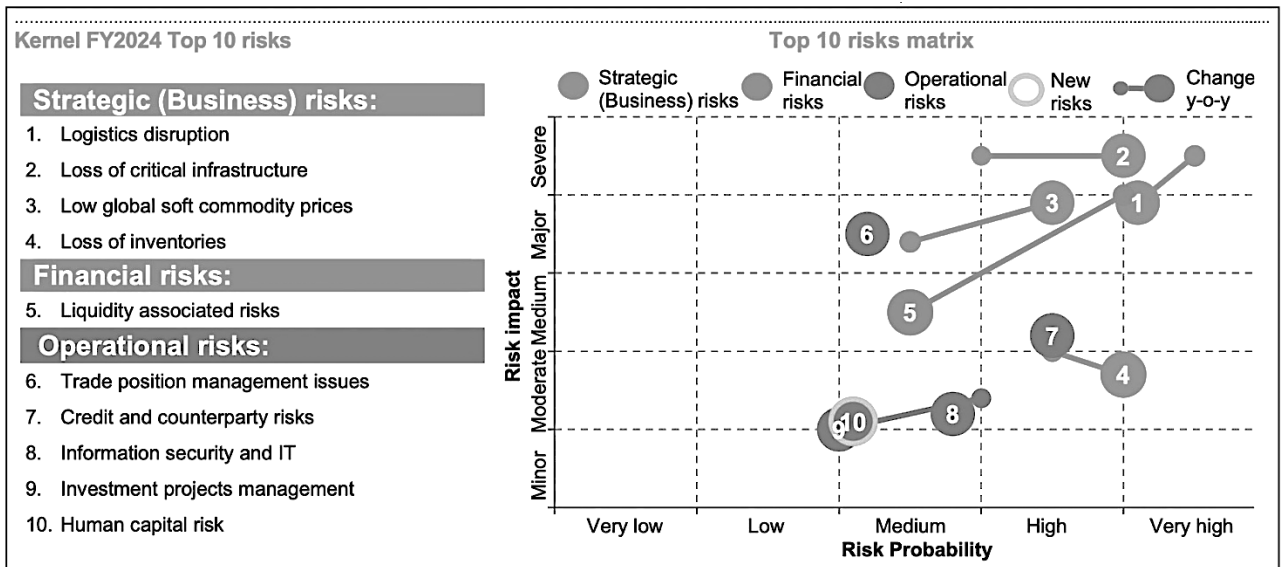 Kernel FY2024 Top 10 risks
Strategic (Business) risks:
1. Logistics disruption
2. Loss of critical infrastructure
3. Low global soft commodity prices
4. Loss of inventories
Financial risks:
5. Liquidity associated risks
Operational risks:
6. Trade position management issues
7. Credit and counterparty risks
8. Information security and IT
9. Investment projects management
10. Human capital risk
Top 10 risks matrix
Strategic
(Business) risks
Financial
risks
Operational
risks
New
risks
Change
y-o-y
Risk impact
Severe
Major
Medium
Moderate
Minor
2
3
1
6
5
7
4
8
9
10
Very low
Low
Medium
High
Very high
Risk Probability